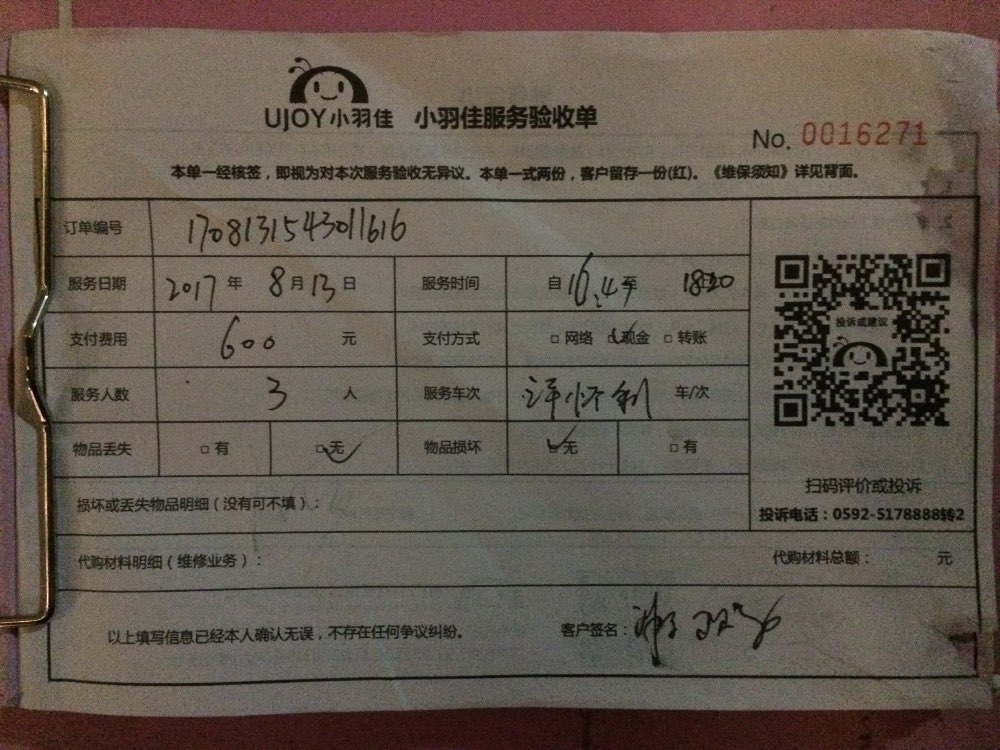 UJOY小羽佳 小羽佳服务验收单
No. 0016271
本单一经核签，即视为对本次服务验收无异议。本单一式两份，客户留存一份(红)。《维保须知》详见背面。
订单编号 1708131543011616
服务日期 2017 年 8 月 13 日 服务时间 自 至
支付费用 600 元 支付方式 □ 网络 □ 现金 □ 转账
投诉或建议
服务人数 3 人 服务车次 车/次
物品丢失 □ 有 □ 无 物品损坏 □ 无 □ 有
扫码评价或投诉
损坏或丢失物品明细（没有可不填）：
投诉电话：0592-5178888转2
代购材料明细（维修业务）： 代购材料总额： 元
以上填写信息已经本人确认无误，不存在任何争议纠纷。 客户签名：